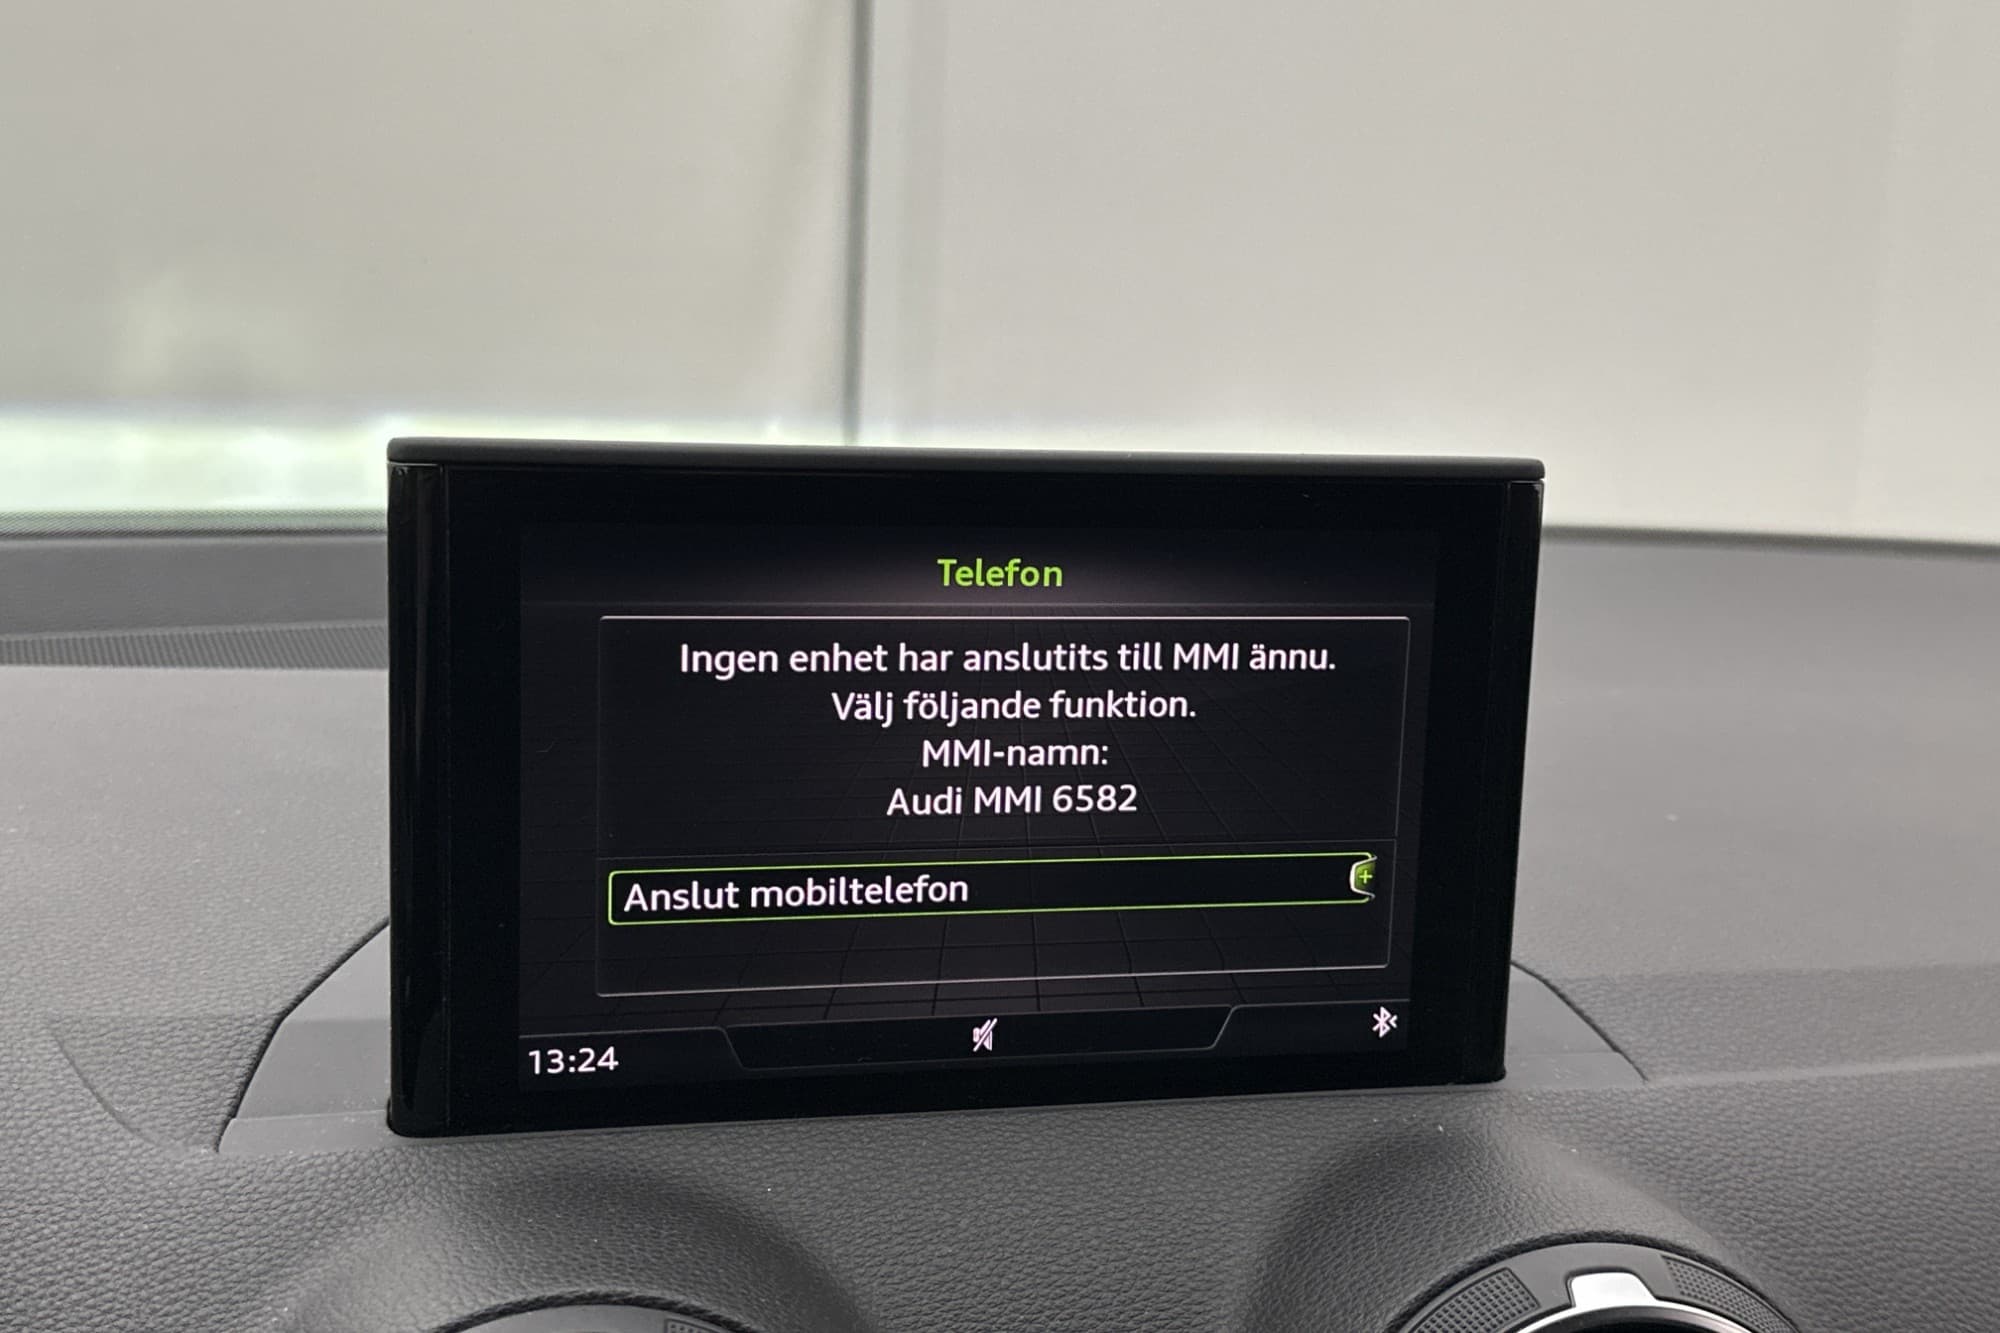 Telefon
Ingen enhet har anslutits till MMI ännu.
Välj följande funktion.
MMI-namn:
Audi MMI 6582
Anslut mobiltelefon
13:24